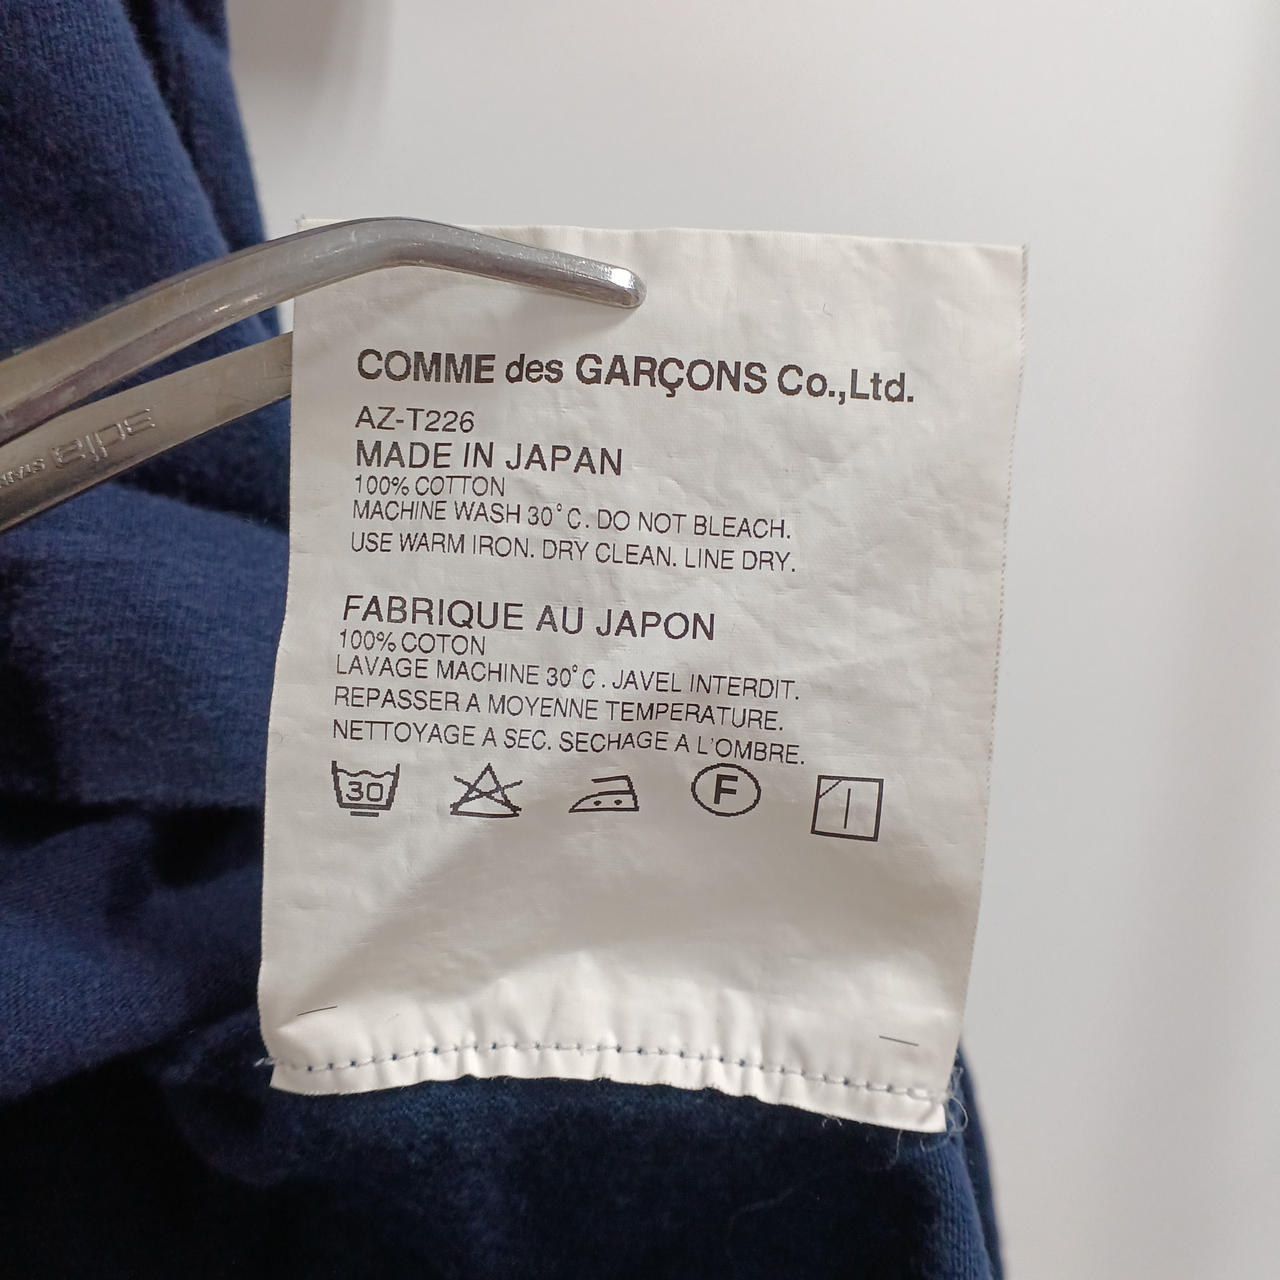 COMME des GARÇONS Co.,Ltd.
AZ-T226
MADE IN JAPAN
100% COTTON
MACHINE WASH 30°C. DO NOT BLEACH.
USE WARM IRON. DRY CLEAN. LINE DRY.
FABRIQUE AU JAPON
100% COTON
LAVAGE MACHINE 30°C. JAVEL INTERDIT.
REPASSER A MOYENNE TEMPERATURE.
NETTOYAGE A SEC. SECHAGE A L'OMBRE.
30
F